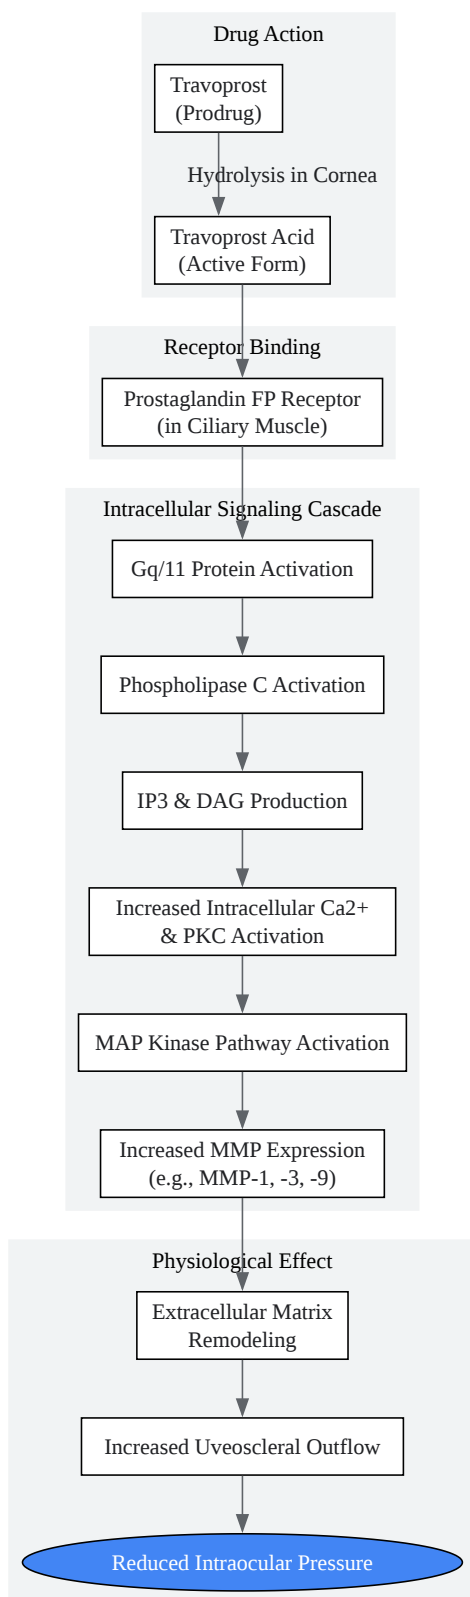 Drug Action
Travoprost
(Prodrug)
Hydrolysis in Cornea
Travoprost Acid
(Active Form)
Receptor Binding
Prostaglandin FP Receptor
(in Ciliary Muscle)
Intracellular Signaling Cascade
Gq/11 Protein Activation
Phospholipase C Activation
IP3 & DAG Production
Increased Intracellular Ca2+
& PKC Activation
MAP Kinase Pathway Activation
Increased MMP Expression
(e.g., MMP-1, -3, -9)
Physiological Effect
Extracellular Matrix
Remodeling
Increased Uveoscleral Outflow
Reduced Intraocular Pressure